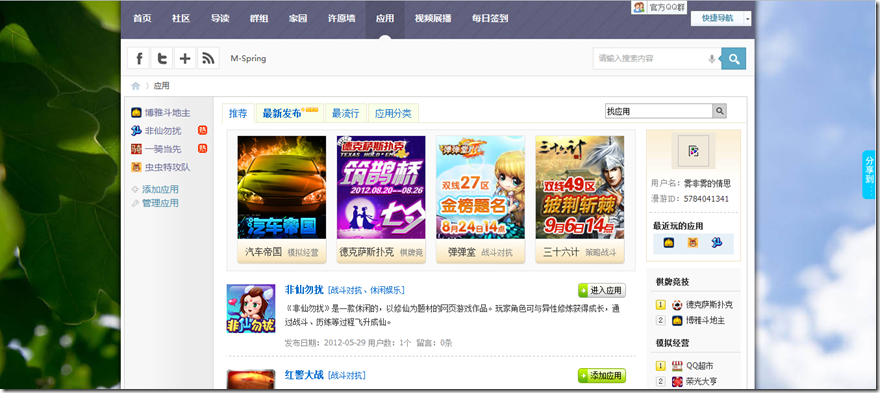 官方QQ群
首页 社区 导读 群组 家园 许愿墙 应用 视频展播 每日签到
快捷导航
M-Spring
请输入搜索内容
应用
博雅斗地主
非仙勿扰 热
一骑当先 热
虫虫特攻队
添加应用
管理应用
推荐 最新发布 最流行 应用分类
找应用
汽车帝国
德克萨斯扑克
TEXAS HOLD'EM
筑鹊桥
2012.08.20——08.26
七夕
弹弹堂
双线27区
金榜题名
8月24日14点
三十六计
双线49区
披荆斩棘
9月6日14点
汽车帝国 模拟经营
德克萨斯扑克 棋牌竞
弹弹堂 战斗对抗
三十六计 策略战斗
非仙勿扰
非仙勿扰 [战斗对抗、休闲娱乐]
进入应用
《非仙勿扰》是一款休闲的，以修仙为题材的网页游戏作品。玩家角色可与异性修炼获得成长，通
过战斗、历练等过程飞升成仙。
发布日期：2012-05-29 用户数：1个 留言：0条
红警大战 [战斗对抗]
添加应用
用户名：雲非雲的情思
漫游ID：5784041341
最近玩的应用
棋牌竞技
1 德克萨斯扑克
2 博雅斗地主
模拟经营
1 QQ超市
2 荣光大亨
分享到